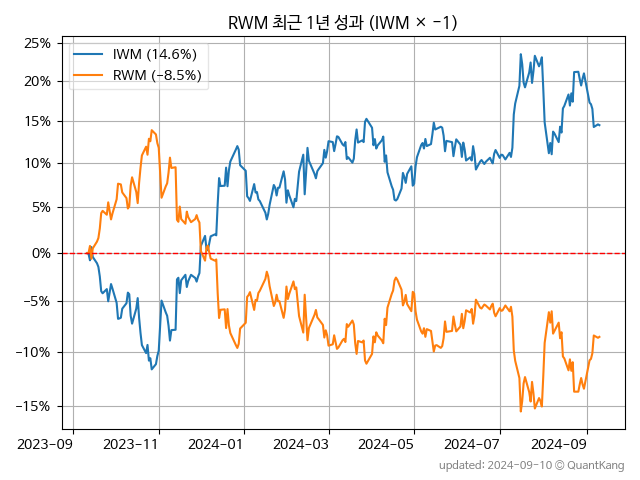 RWM 최근 1년 성과 (IWM × −1)
IWM (14.6%)
RWM (−8.5%)
25%
20%
15%
10%
5%
0%
−5%
−10%
−15%
2023−09 2023−11 2024−01 2024−03 2024−05 2024−07 2024−09
updated: 2024−09−10 ⓒ QuantKang